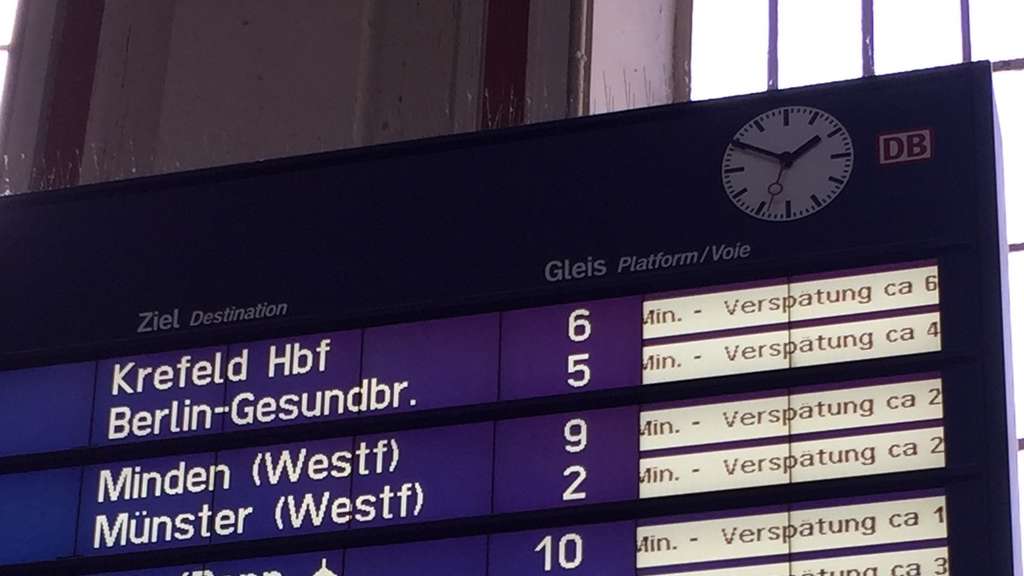 DB
Ziel Destination Gleis Platform/Voie
Krefeld Hbf 6 Min. - Verspätung ca 6
Berlin-Gesundbr. 5 Min. - Verspätung ca 4
Minden (Westf) 9 Min. - Verspätung ca 2
Münster (Westf) 2 Min. - Verspätung ca 2
10 Min. - Verspätung ca 1
ca 3